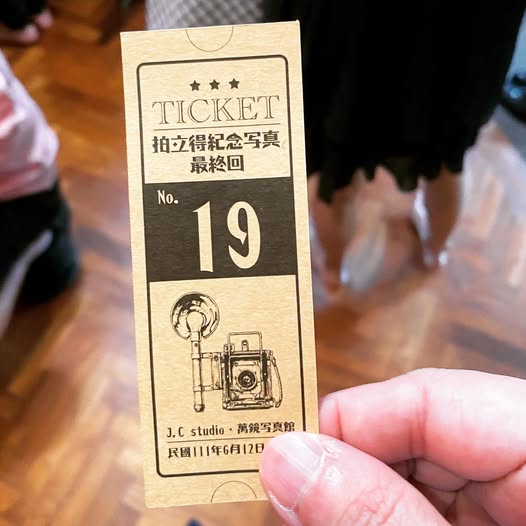 TICKET
拍立得紀念写真
最終回
No.
19
J.C studio・萬鏡写真館
民國111年6月12日